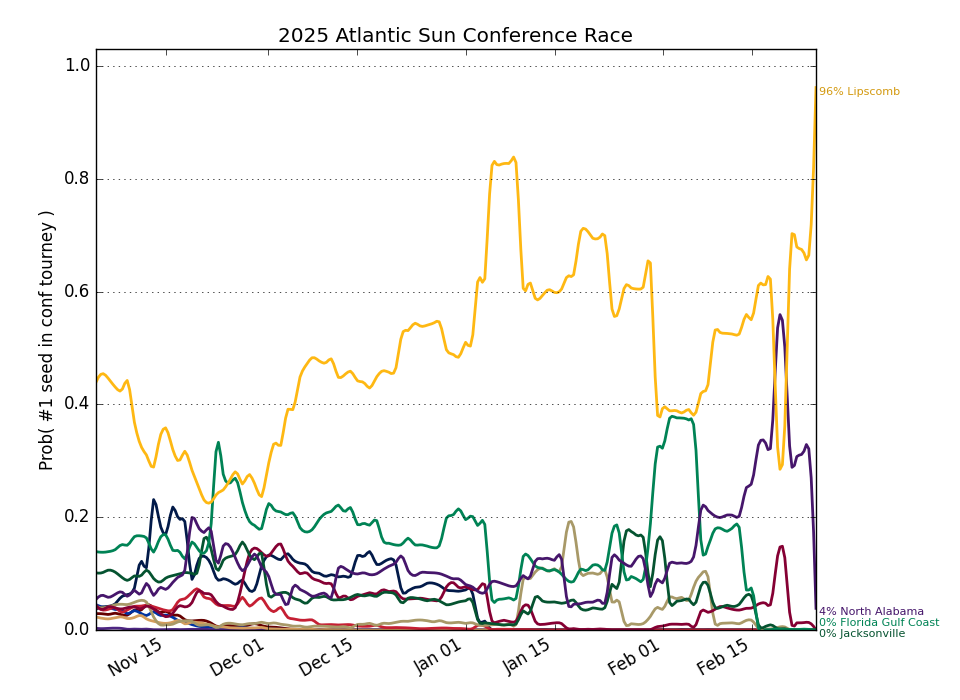 2025 Atlantic Sun Conference Race
Prob( #1 seed in conf tourney )
1.0
0.8
0.6
0.4
0.2
0.0
Nov 15
Dec 01
Dec 15
Jan 01
Jan 15
Feb 01
Feb 15
96% Lipscomb
4% North Alabama
0% Florida Gulf Coast
0% Jacksonville